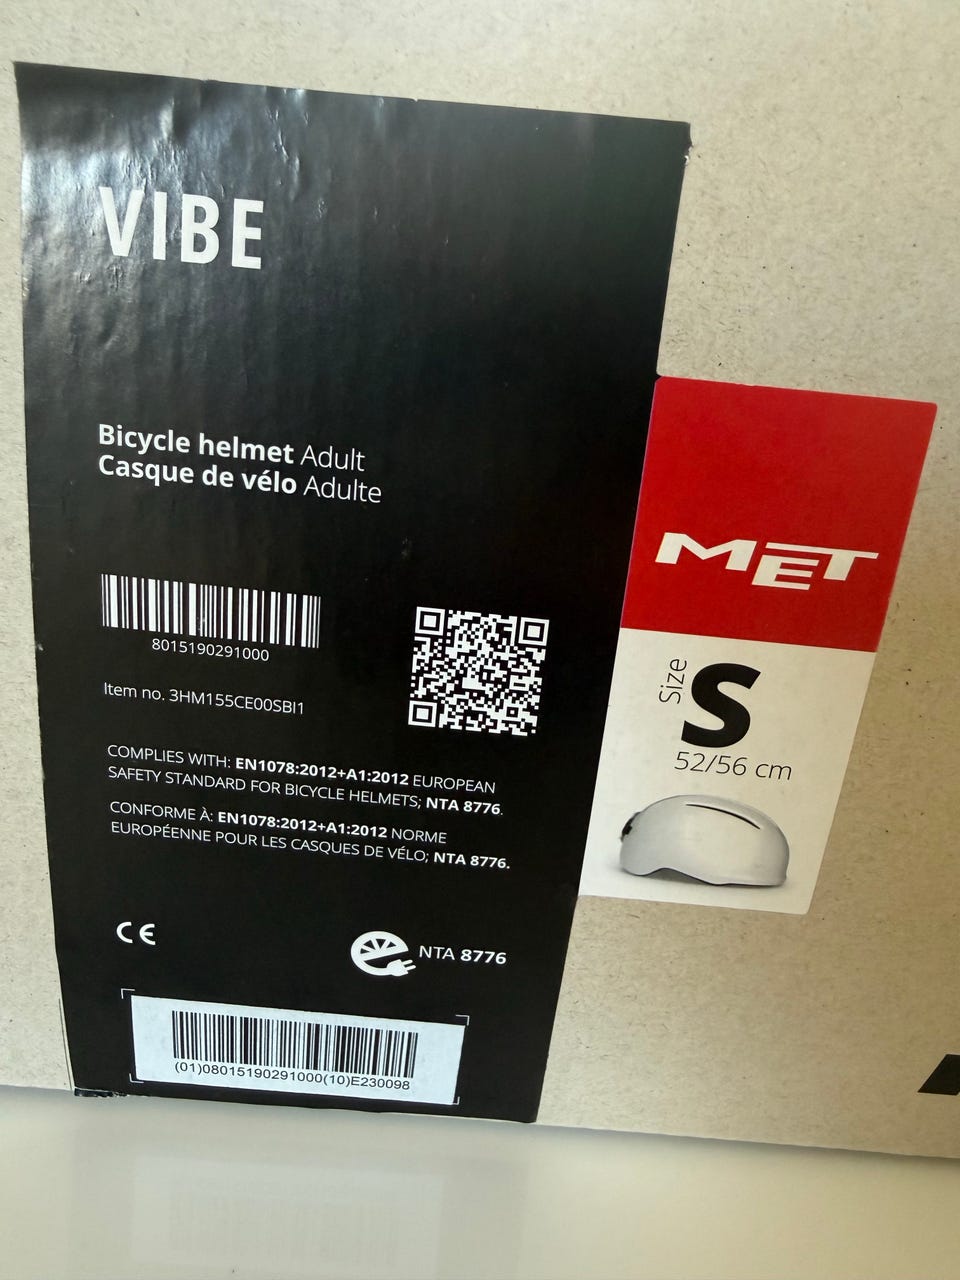 VIBE
Bicycle helmet Adult
Casque de vélo Adulte
8015190291000
Item no. 3HM155CE00SBI1
COMPLIES WITH: EN1078:2012+A1:2012 EUROPEAN
SAFETY STANDARD FOR BICYCLE HELMETS; NTA 8776.
CONFORME À: EN1078:2012+A1:2012 NORME
EUROPÉENNE POUR LES CASQUES DE VÉLO; NTA 8776.
CE
NTA 8776
(01)08015190291000(10)E230098
MET
Size S
52/56 cm